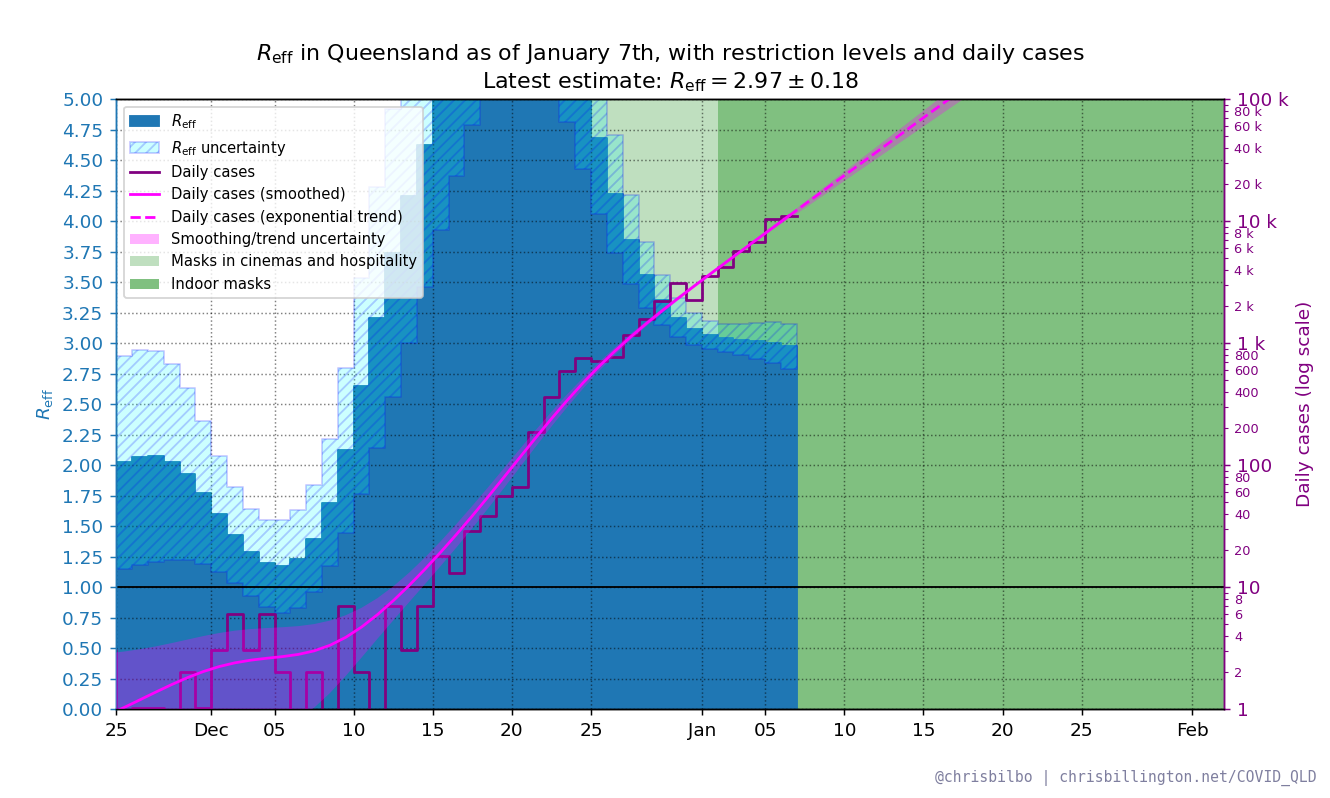 Reff in Queensland as of January 7th, with restriction levels and daily cases
Latest estimate: Reff = 2.97 ± 0.18
Reff
Reff uncertainty
Daily cases
Daily cases (smoothed)
Daily cases (exponential trend)
Smoothing/trend uncertainty
Masks in cinemas and hospitality
Indoor masks
5.00
4.75
4.50
4.25
4.00
3.75
3.50
3.25
3.00
2.75
2.50
2.25
2.00
1.75
1.50
1.25
1.00
0.75
0.50
0.25
0.00
Reff
100 k
80 k
60 k
40 k
20 k
10 k
8 k
6 k
4 k
2 k
1 k
800
600
400
200
100
80
60
40
20
10
8
6
4
2
1
Daily cases (log scale)
25 Dec 05 10 15 20 25 Jan 05 10 15 20 25 Feb
@chrisbilbo | chrisbillington.net/COVID_QLD